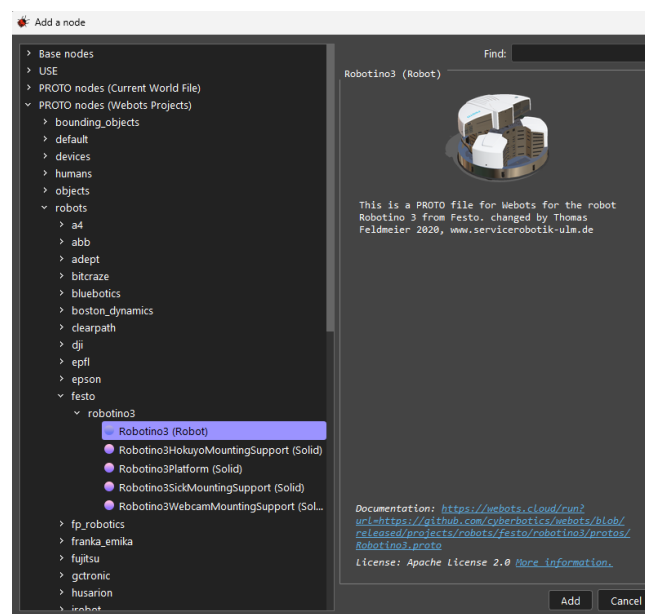 Add a node
Base nodes
USE
PROTO nodes (Current World File)
PROTO nodes (Webots Projects)
bounding_objects
default
devices
humans
objects
robots
a4
abb
adept
bitcraze
bluebotics
boston_dynamics
clearpath
dji
epfl
epson
festo
robotino3
Robotino3 (Robot)
Robotino3HokuyoMountingSupport (Solid)
Robotino3Platform (Solid)
Robotino3SickMountingSupport (Solid)
Robotino3WebcamMountingSupport (Sol...
fp_robotics
franka_emika
fujitsu
gctronic
husarion
irobot
Find:
Robotino3 (Robot)
This is a PROTO file for Webots for the robot
Robotino 3 from Festo. changed by Thomas
Feldmeier 2020, www.servicerobotik-ulm.de
Documentation: https://webots.cloud/run?
url=https://github.com/cyberbotics/webots/blob/
released/projects/robots/festo/robotino3/protos/
Robotino3.proto
License: Apache License 2.0 More information.
Add
Cancel